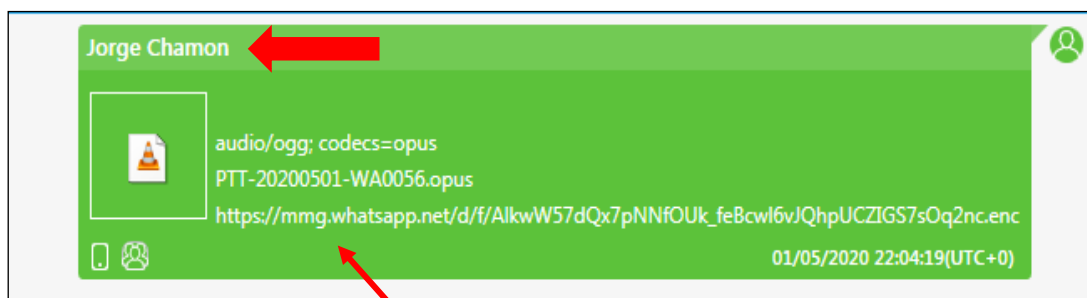 Jorge Chamon
audio/ogg; codecs=opus
PTT-20200501-WA0056.opus
https://mmg.whatsapp.net/d/f/AlkwW57dQx7pNNfOUk_feBcwl6vJQhpUCZIGS7sOq2nc.enc
01/05/2020 22:04:19(UTC+0)